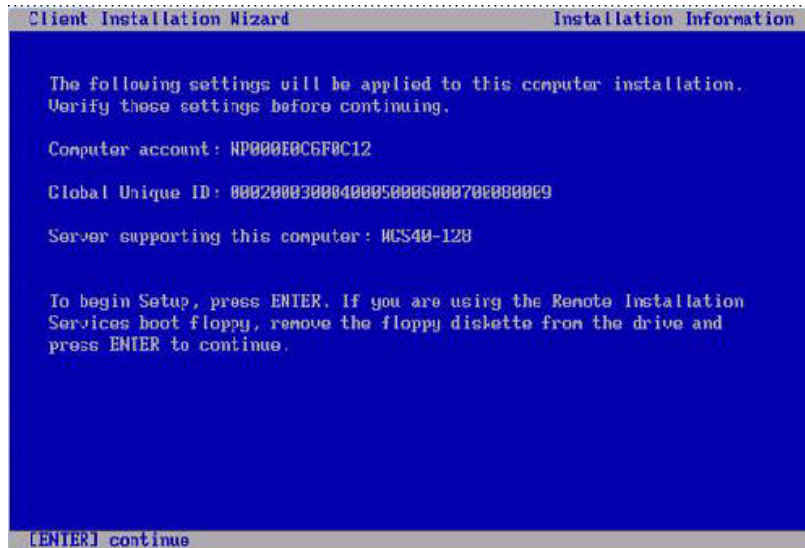 Client Installation Wizard Installation Information
The following settings will be applied to this computer installation.
Verify these settings before continuing.
Computer account: NP000E0C6F0C12
Global Unique ID: 00020003000400050006000700080009
Server supporting this computer: WCS40-128
To begin Setup, press ENTER. If you are using the Remote Installation
Services boot floppy, remove the floppy diskette from the drive and
press ENTER to continue.
[ENTER] continue